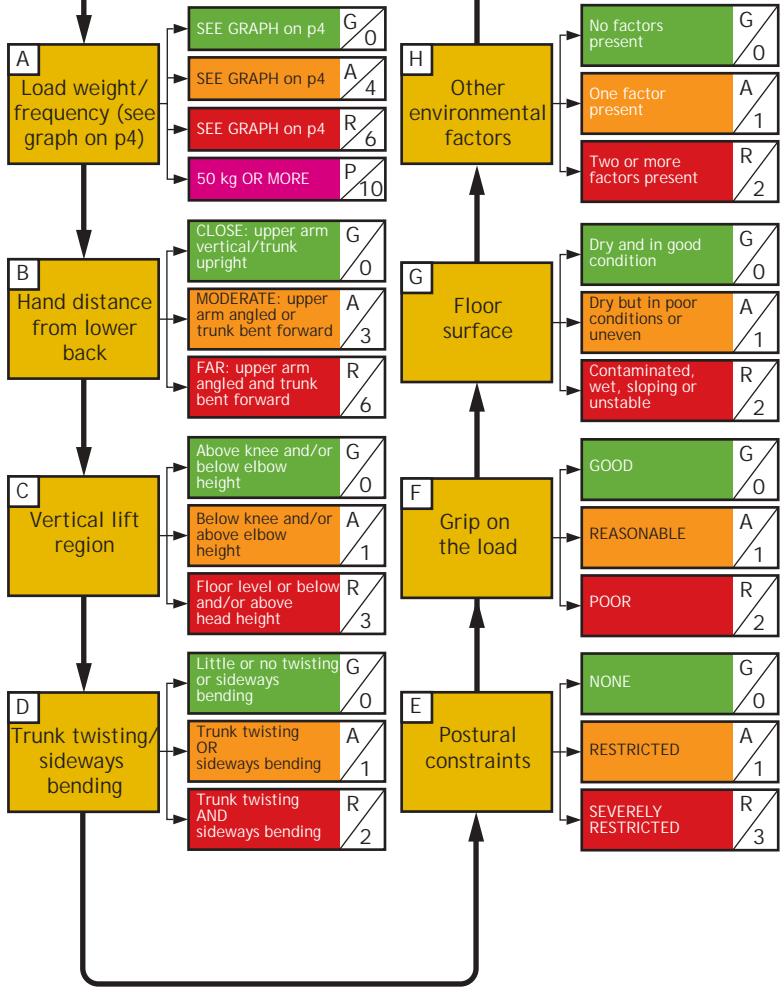 A
Load weight/
frequency (see
graph on p4)
SEE GRAPH on p4
G
0
SEE GRAPH on p4
A
4
SEE GRAPH on p4
R
6
50 kg OR MORE
P
10
B
Hand distance
from lower
back
CLOSE: upper arm
vertical/trunk
upright
G
0
MODERATE: upper
arm angled or
trunk bent forward
A
3
FAR: upper arm
angled and trunk
bent forward
R
6
C
Vertical lift
region
Above knee and/or
below elbow
height
G
0
Below knee and/or
above elbow
height
A
1
Floor level or below
and/or above
head height
R
3
D
Trunk twisting/
sideways
bending
Little or no twisting
or sideways
bending
G
0
Trunk twisting
OR
sideways bending
A
1
Trunk twisting
AND
sideways bending
R
2
E
Postural
constraints
NONE
G
0
RESTRICTED
A
1
SEVERELY
RESTRICTED
R
3
F
Grip on
the load
GOOD
G
0
REASONABLE
A
1
POOR
R
2
G
Floor
surface
Dry and in good
condition
G
0
Dry but in poor
conditions or
uneven
A
1
Contaminated,
wet, sloping or
unstable
R
2
H
Other
environmental
factors
No factors
present
G
0
One factor
present
A
1
Two or more
factors present
R
2